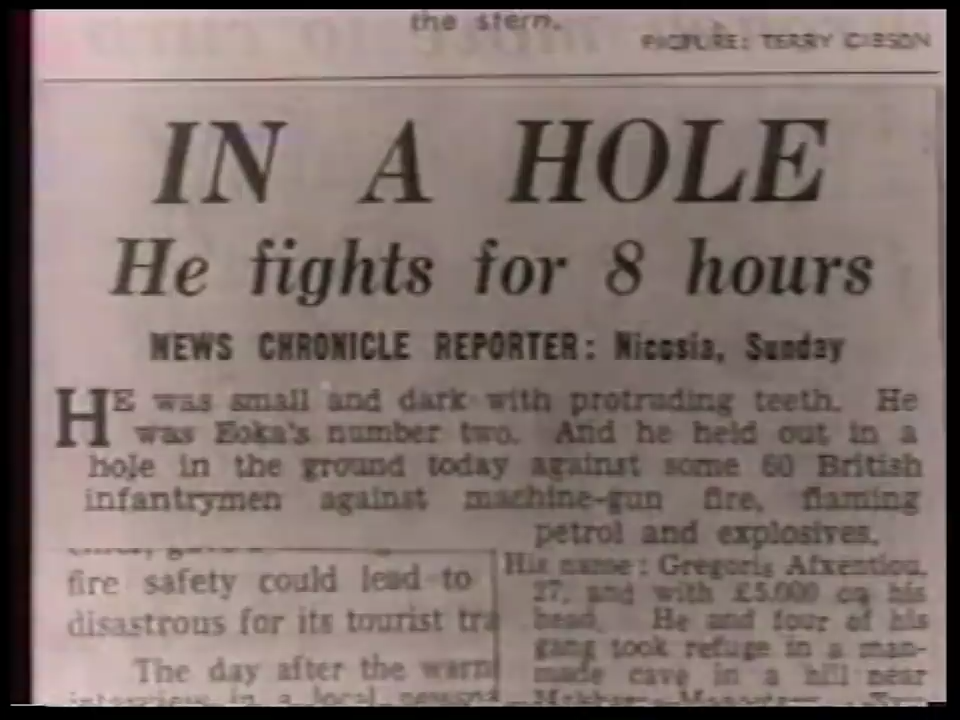 the stern.
PICTURE: TERRY GIBSON
IN A HOLE
He fights for 8 hours
NEWS CHRONICLE REPORTER: Nicosia, Sunday
HE was small and dark with protruding teeth. He
was Eoka's number two. And he held out in a
hole in the ground today against some 60 British
infantrymen against machine-gun fire, flaming
petrol and explosives.
His name: Gregoris Afxentiou,
27, and with £5,000 on his
head. He and four of his
gang took refuge in a man-
made cave in a hill near
fire safety could lead to
disastrous for its tourist tra
The day after the warn
interview in a local